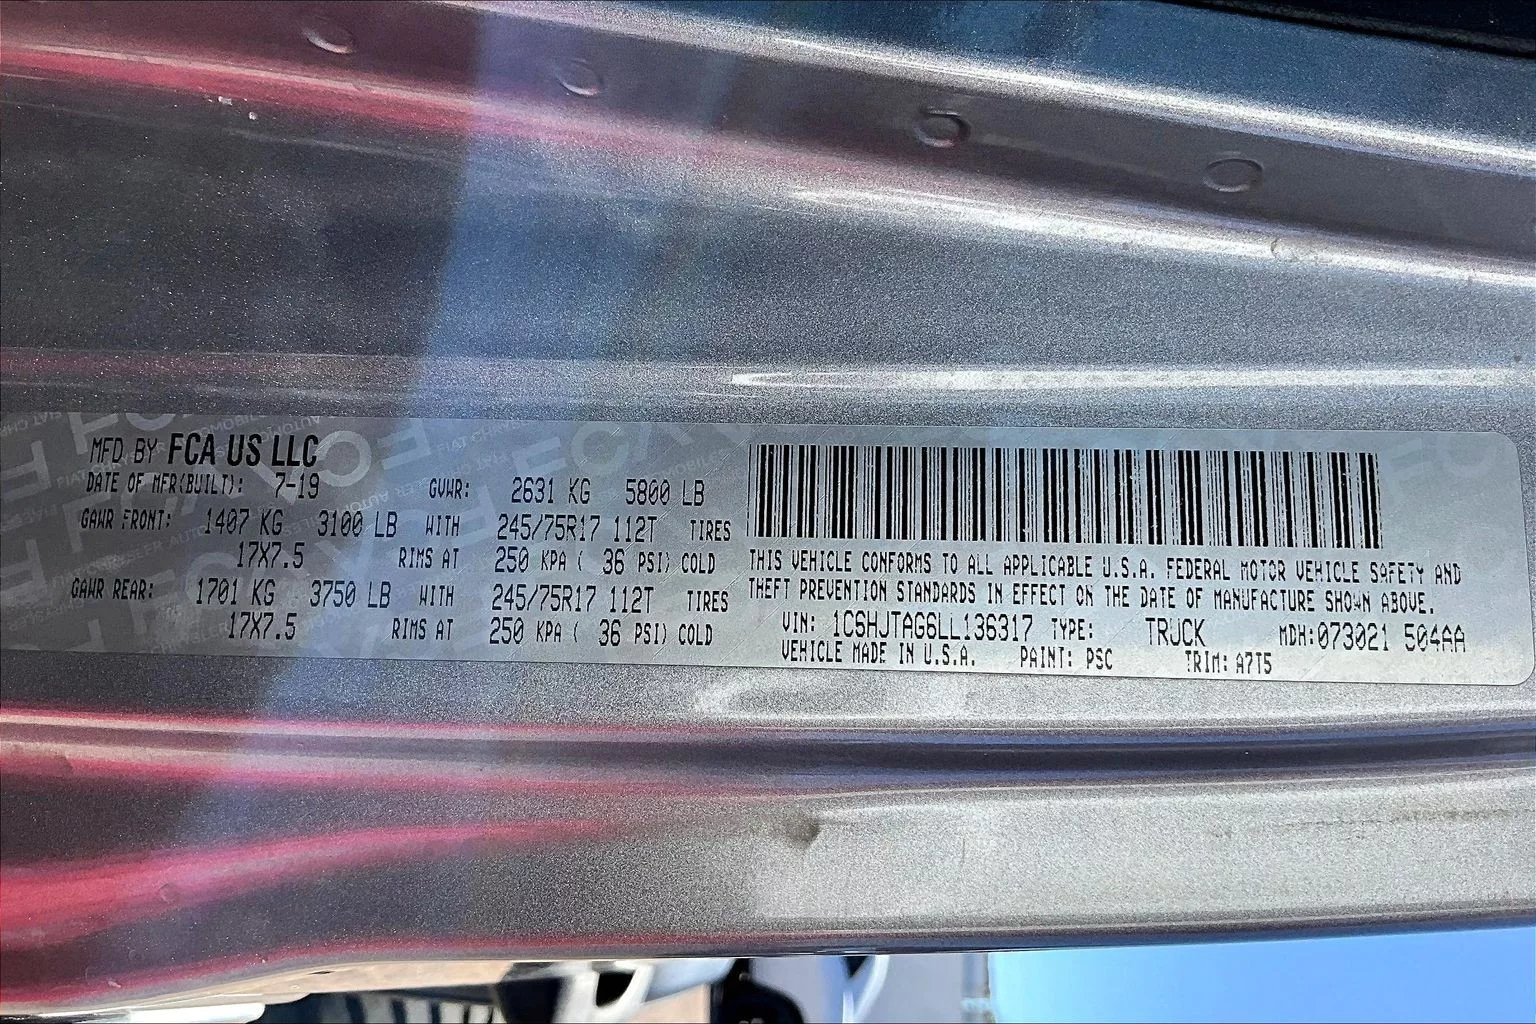 MFD BY FCA US LLC
DATE OF MFR(BUILT): 7-19 GVWR: 2631 KG 5800 LB
GAWR FRONT: 1407 KG 3100 LB WITH 245/75R17 112T TIRES
17X7.5 RIMS AT 250 KPA ( 36 PSI) COLD
GAWR REAR: 1701 KG 3750 LB WITH 245/75R17 112T TIRES
17X7.5 RIMS AT 250 KPA ( 36 PSI) COLD
THIS VEHICLE CONFORMS TO ALL APPLICABLE U.S.A. FEDERAL MOTOR VEHICLE SAFETY AND
THEFT PREVENTION STANDARDS IN EFFECT ON THE DATE OF MANUFACTURE SHOWN ABOVE.
VIN: 1C6HJTAG6LL136317 TYPE: TRUCK MDH:073021 504AA
VEHICLE MADE IN U.S.A. PAINT: PSC TRIM: A7T5